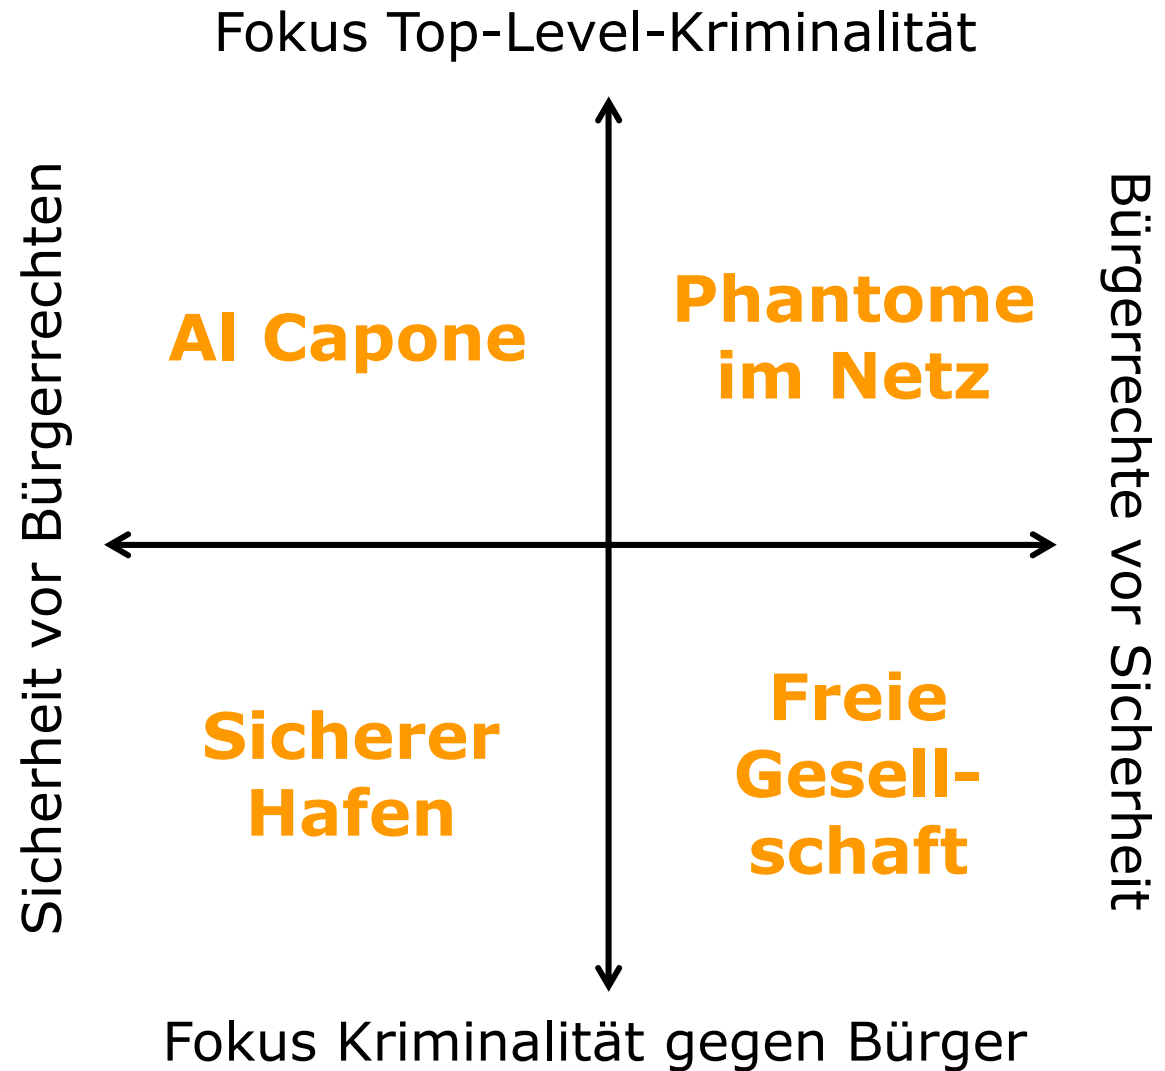 Fokus Top-Level-Kriminalität
Sicherheit vor Bürgerrechten
Bürgerrechte vor Sicherheit
Al Capone
Phantome
im Netz
Sicherer
Hafen
Freie
Gesell-
schaft
Fokus Kriminalität gegen Bürger